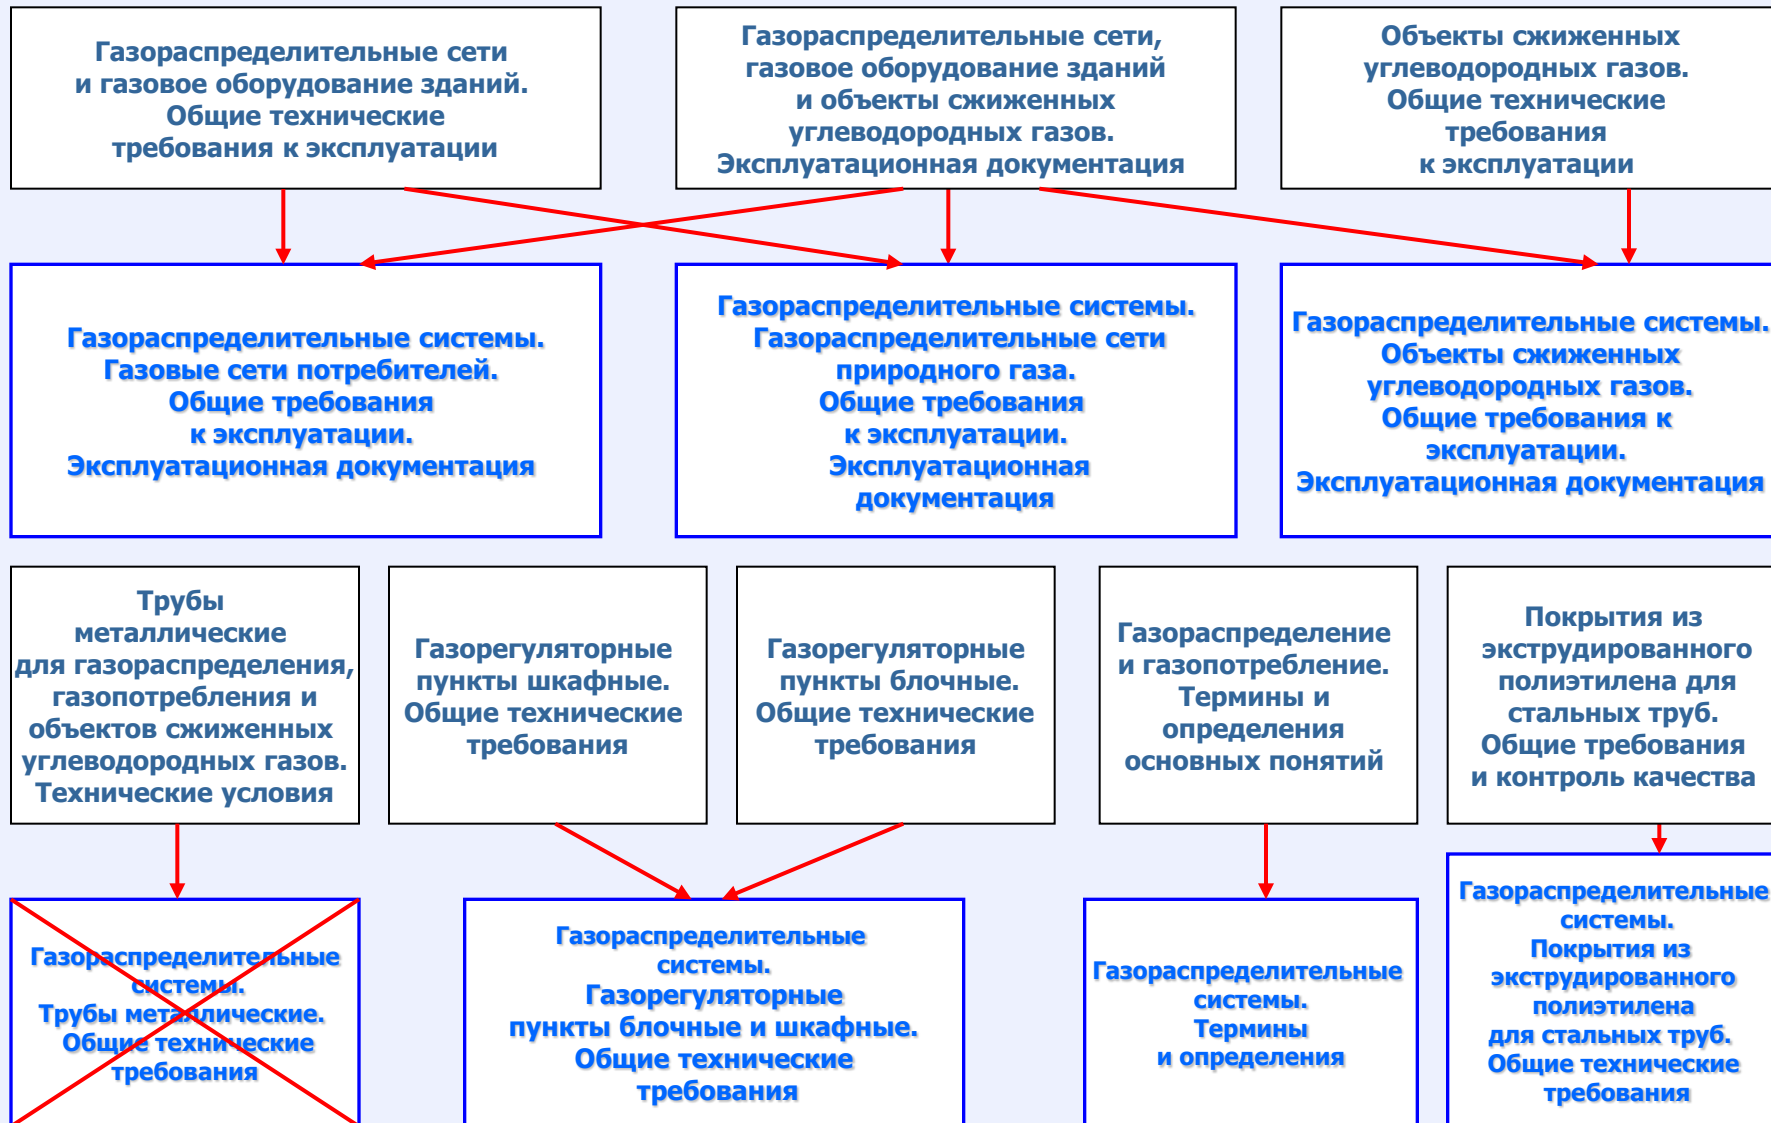 Газораспределительные сети
и газовое оборудование зданий.
Общие технические
требования к эксплуатации
Газораспределительные сети,
газовое оборудование зданий
и объекты сжиженных
углеводородных газов.
Эксплуатационная документация
Объекты сжиженных
углеводородных газов.
Общие технические
требования
к эксплуатации
Газораспределительные системы.
Газовые сети потребителей.
Общие требования
к эксплуатации.
Эксплуатационная документация
Газораспределительные системы.
Газораспределительные сети
природного газа.
Общие требования
к эксплуатации.
Эксплуатационная
документация
Газораспределительные системы.
Объекты сжиженных
углеводородных газов.
Общие требования к
эксплуатации.
Эксплуатационная документация
Трубы
металлические
для газораспределения,
газопотребления и
объектов сжиженных
углеводородных газов.
Технические условия
Газорегуляторные
пункты шкафные.
Общие технические
требования
Газорегуляторные
пункты блочные.
Общие технические
требования
Газораспределение
и газопотребление.
Термины и
определения
основных понятий
Покрытия из
экструдированного
полиэтилена для
стальных труб.
Общие требования
и контроль качества
Газораспределительные
системы.
Трубы металлические.
Общие технические
требования
Газораспределительные
системы.
Газорегуляторные
пункты блочные и шкафные.
Общие технические
требования
Газораспределительные
системы.
Термины
и определения
Газораспределительные
системы.
Покрытия из
экструдированного
полиэтилена
для стальных труб.
Общие технические
требования